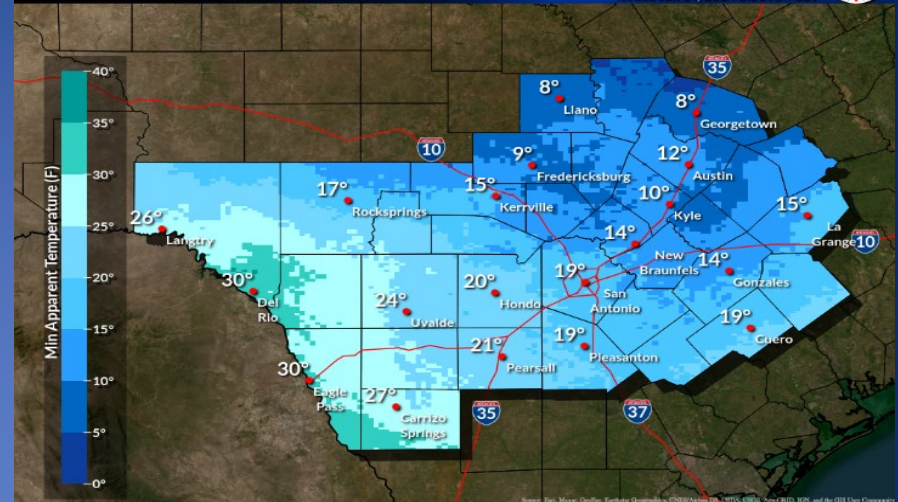 35
8°
Llano
8°
Georgetown
40°
35°
30°
25°
20°
15°
10°
5°
0°
Min Apparent Temperature (F)
10
9°
Fredericksburg
12°
Austin
17°
Rocksprings
15°
Kerrville
10°
Kyle
15°
La
Grange
10
26°
Langtry
14°
New
Braunfels
14°
Gonzales
30°
Del
Rio
24°
Uvalde
20°
Hondo
19°
San
Antonio
19°
Cuero
21°
Pearsall
19°
Pleasanton
30°
Eagle
Pass
27°
Carrizo
Springs
35
37